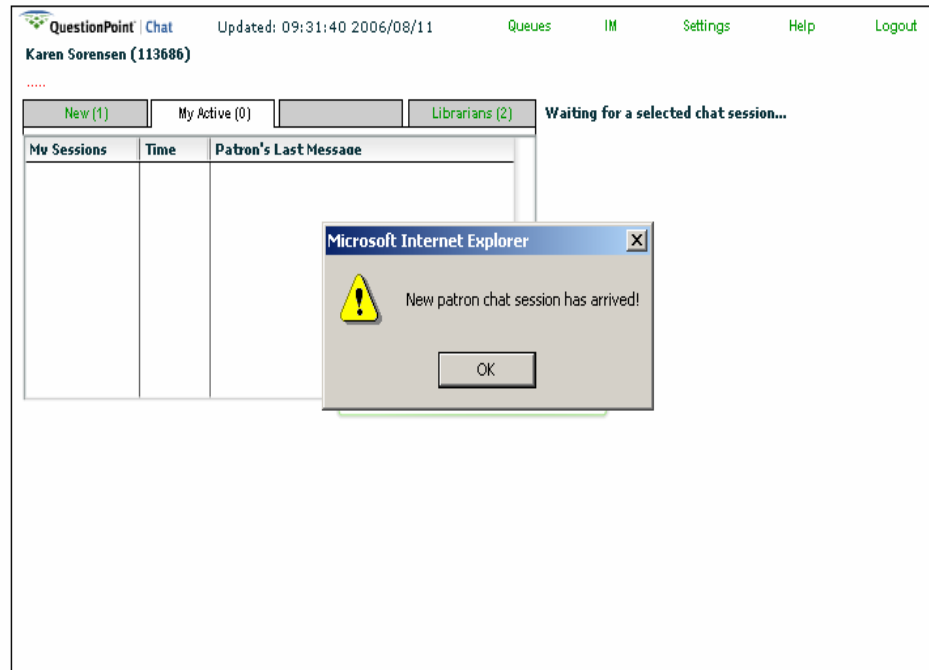 QuestionPoint | Chat Updated: 09:31:40 2006/08/11 Queues IM Settings Help Logout
Karen Sorensen (113686)
.....
New (1) My Active (0) Librarians (2) Waiting for a selected chat session...
My Sessions Time Patron's Last Message
Microsoft Internet Explorer
New patron chat session has arrived!
OK